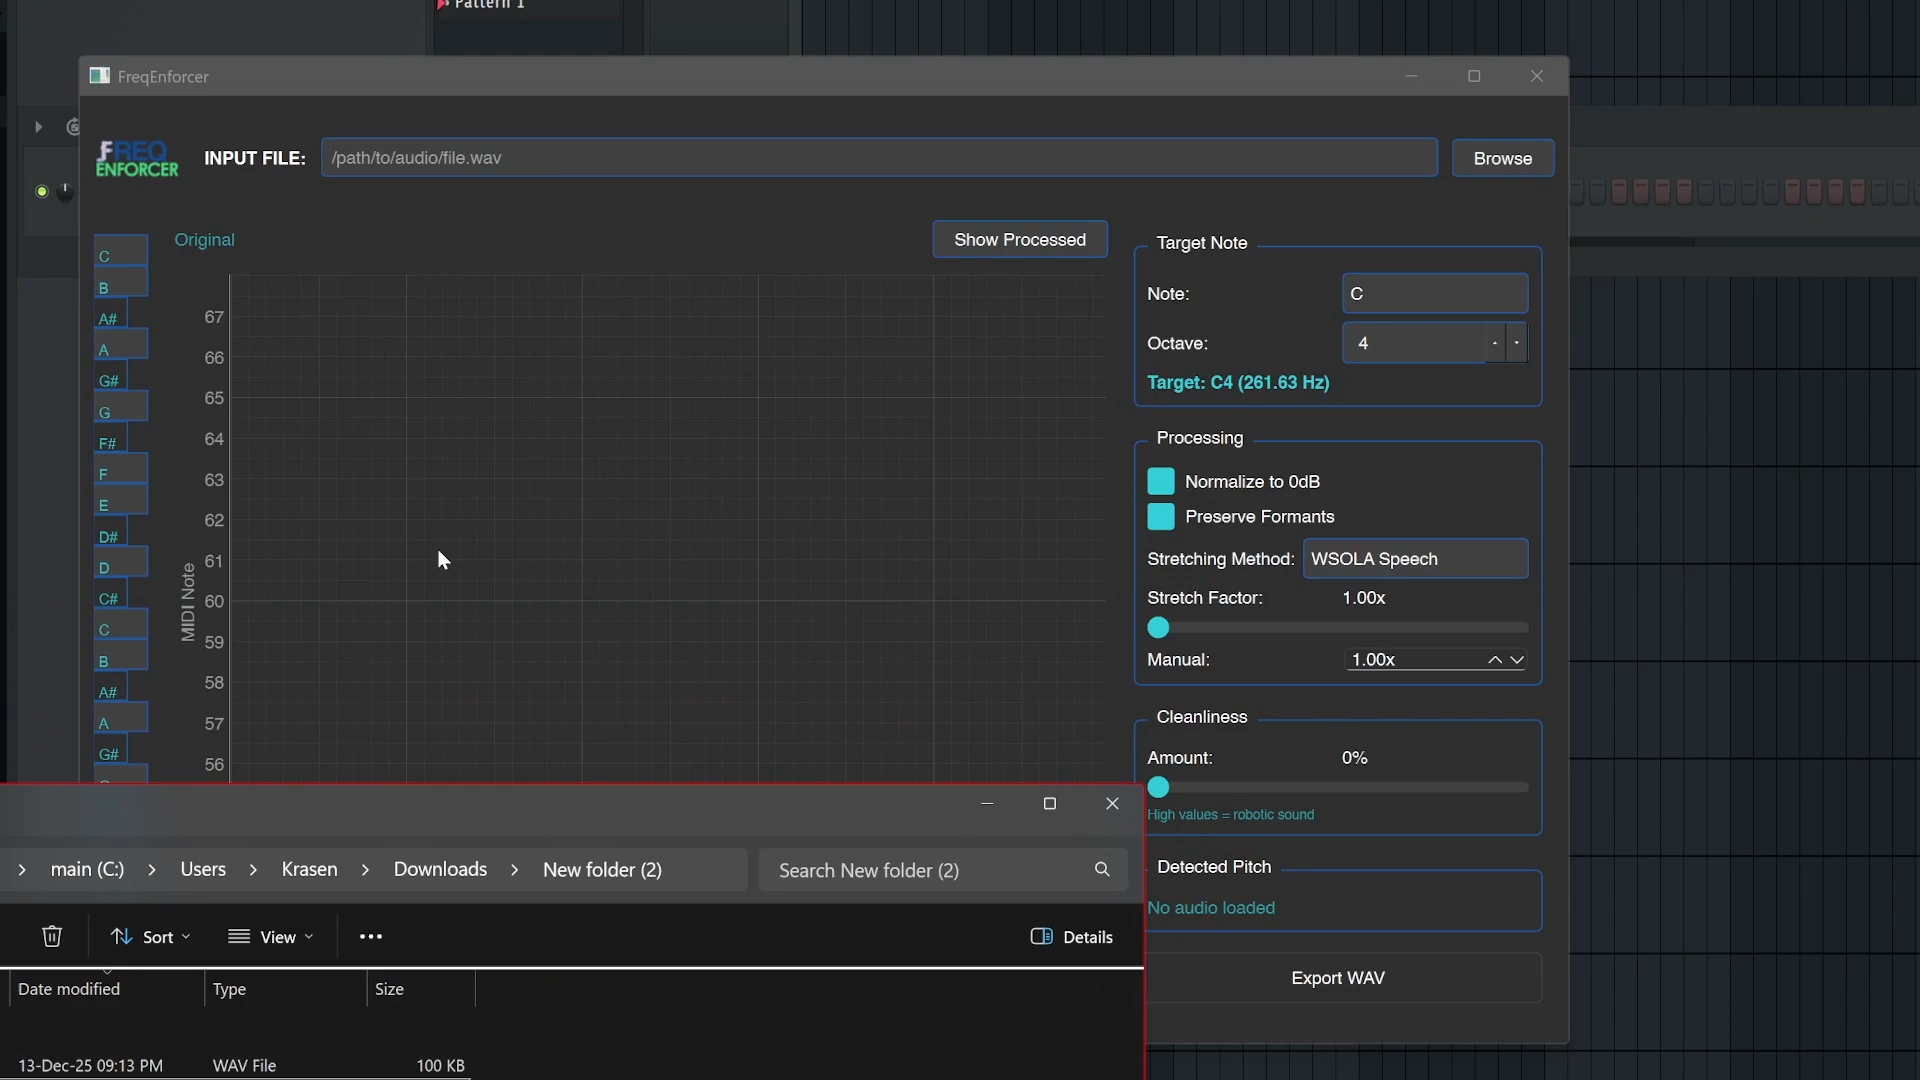 Pattern 1
FreqEnforcer
FREQ
ENFORCER
INPUT FILE:
/path/to/audio/file.wav
Browse
Original
Show Processed
C
B
A#
A
G#
G
F#
F
E
D#
D
C#
C
B
A#
A
G#
67
66
65
64
63
62
61
60
59
58
57
56
MIDI Note
Target Note
Note:
C
Octave:
4
Target: C4 (261.63 Hz)
Processing
Normalize to 0dB
Preserve Formants
Stretching Method:
WSOLA Speech
Stretch Factor:
1.00x
Manual:
1.00x
Cleanliness
Amount:
0%
High values = robotic sound
Detected Pitch
No audio loaded
Export WAV
main (C:)
Users
Krasen
Downloads
New folder (2)
Search New folder (2)
Sort
View
Details
Date modified
Type
Size
13-Dec-25 09:13 PM
WAV File
100 KB